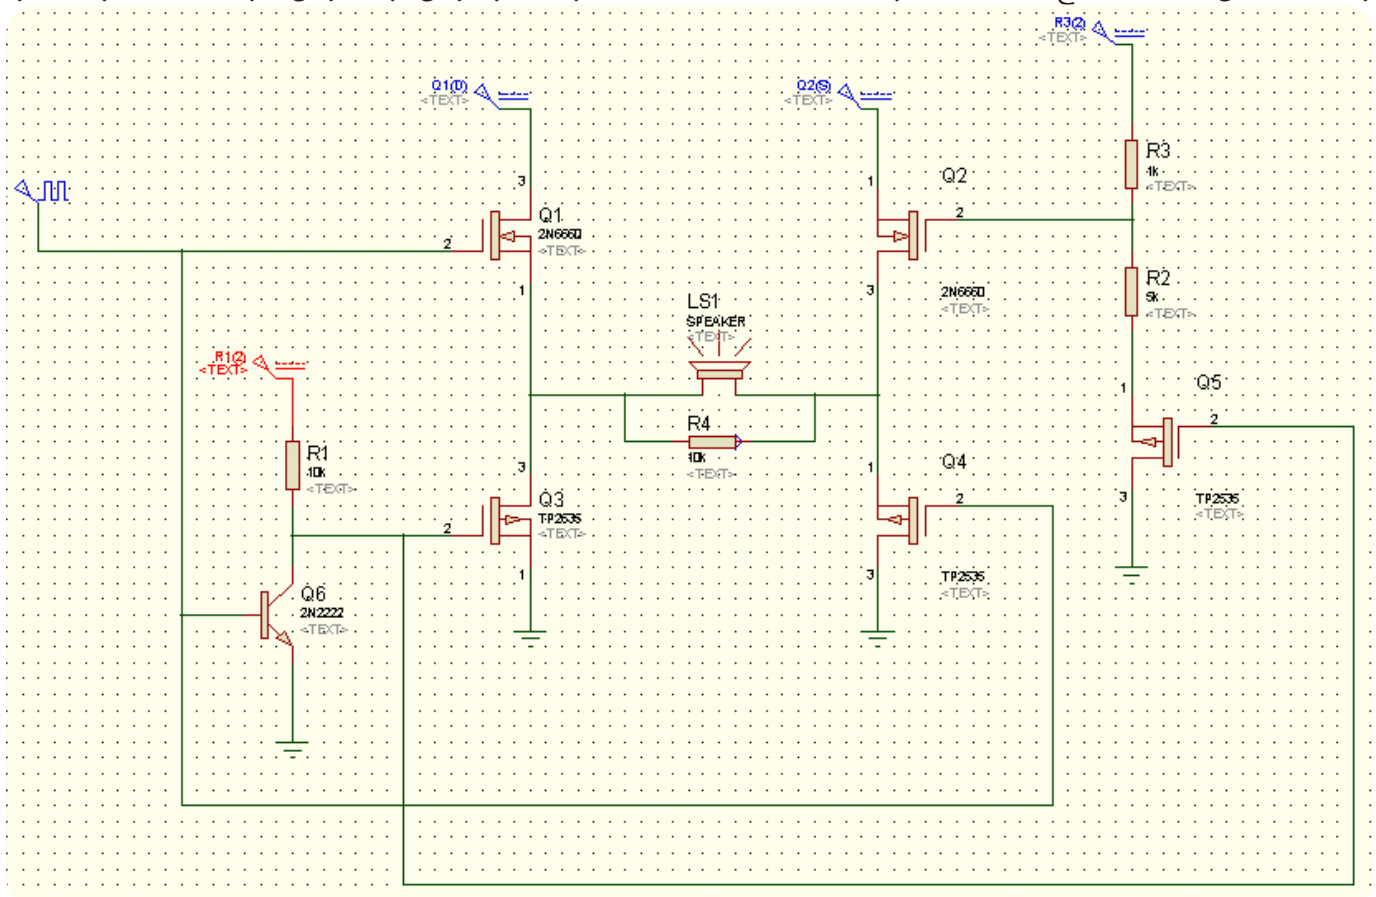 R3(2)
<TEXT>
Q1(D)
<TEXT>
Q2(S)
<TEXT>
R3
1k
<TEXT>
3
1
Q2
2
Q1
2N6660
<TEXT>
2
1
3
2N6660
<TEXT>
R2
5k
<TEXT>
LS1
SPEAKER
<TEXT>
R1(2)
<TEXT>
1
Q5
2
R4
10k
<TEXT>
R1
10k
<TEXT>
3
1
Q4
2
Q3
TP2535
<TEXT>
2
3
TP2535
<TEXT>
1
3
TP2535
<TEXT>
Q6
2N2222
<TEXT>